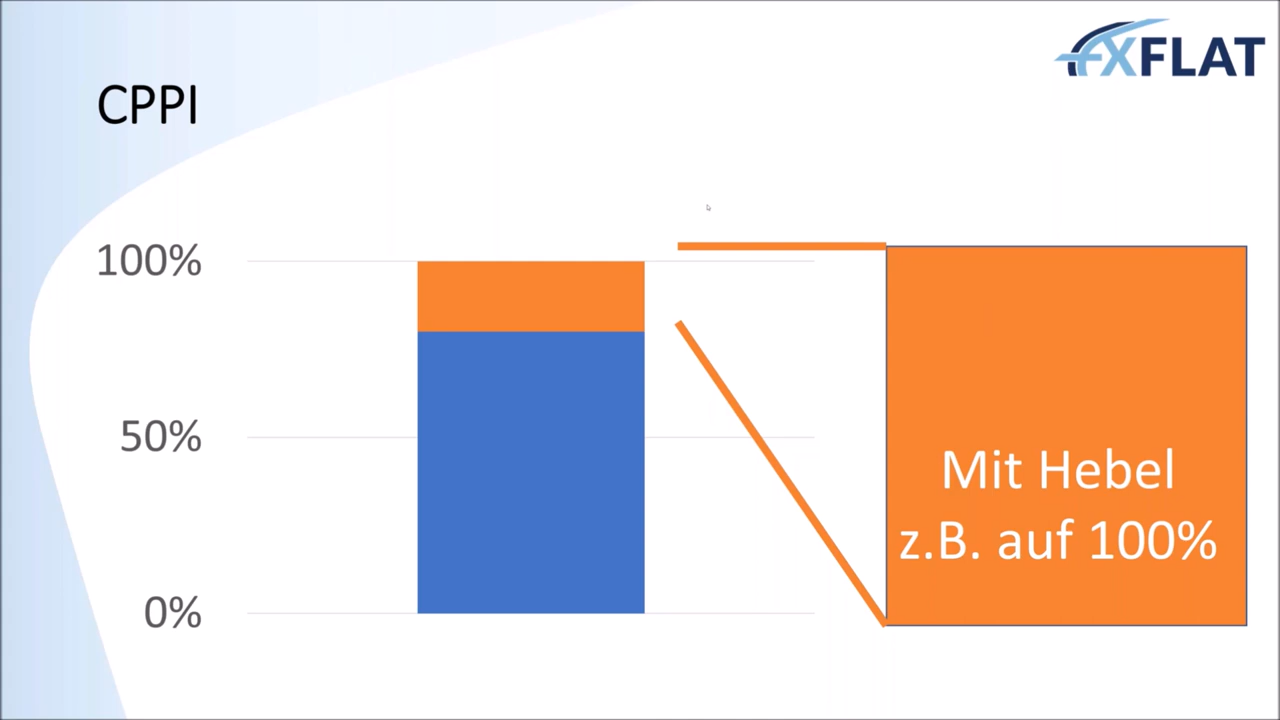 FXFLAT
CPPI
100%
50%
0%
Mit Hebel
z.B. auf 100%